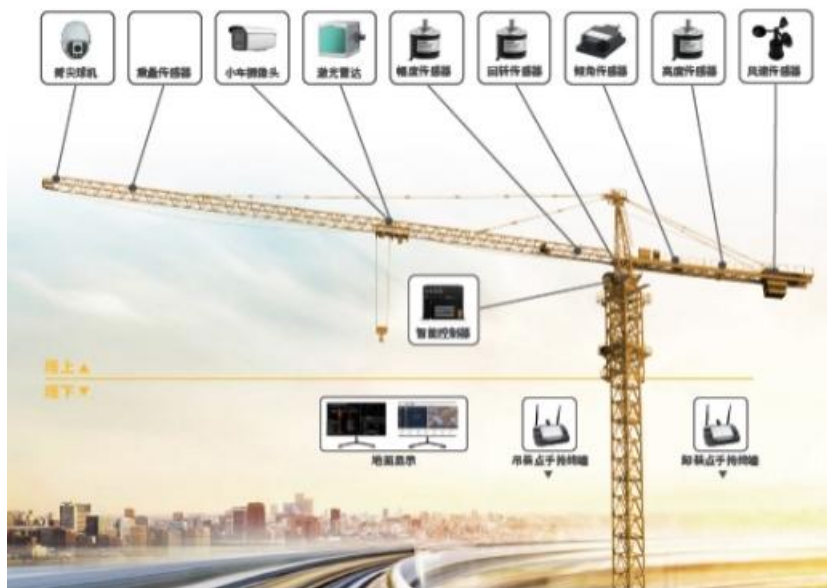 臂尖球机
重量传感器
小车摄像头
激光雷达
幅度传感器
回转传感器
倾角传感器
高度传感器
风速传感器
智能控制器
塔上▲
塔下▼
地面显示
吊装点手持终端
▼
卸装点手持终端
▼